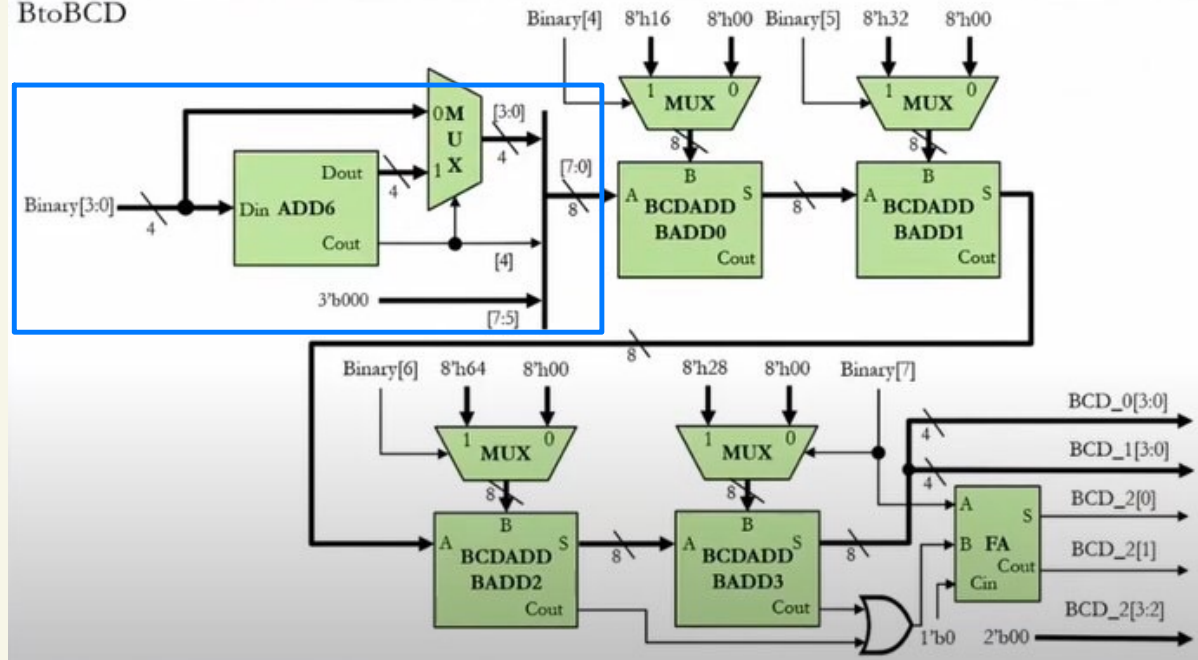 BtoBCD
Binary[4] 8'h16 8'h00 Binary[5] 8'h32 8'h00
1 MUX 0
1 MUX 0
8
8
Binary[3:0]
4
Din ADD6
Dout
Cout
4
0 M
U
1 X
[3:0]
4
[4]
3'b000
[7:5]
[7:0]
8
B
A BCDADD S
BADD0
Cout
8
B
A BCDADD S
BADD1
Cout
8
Binary[6] 8'h64 8'h00 8'h28 8'h00 Binary[7]
1 MUX 0
1 MUX 0
8
8
B
A BCDADD S
BADD2
Cout
8
B
A BCDADD S
BADD3
Cout
8
4
BCD_0[3:0]
4
BCD_1[3:0]
A S
B FA
Cout
Cin
1'b0
BCD_2[0]
BCD_2[1]
BCD_2[3:2]
2'b00